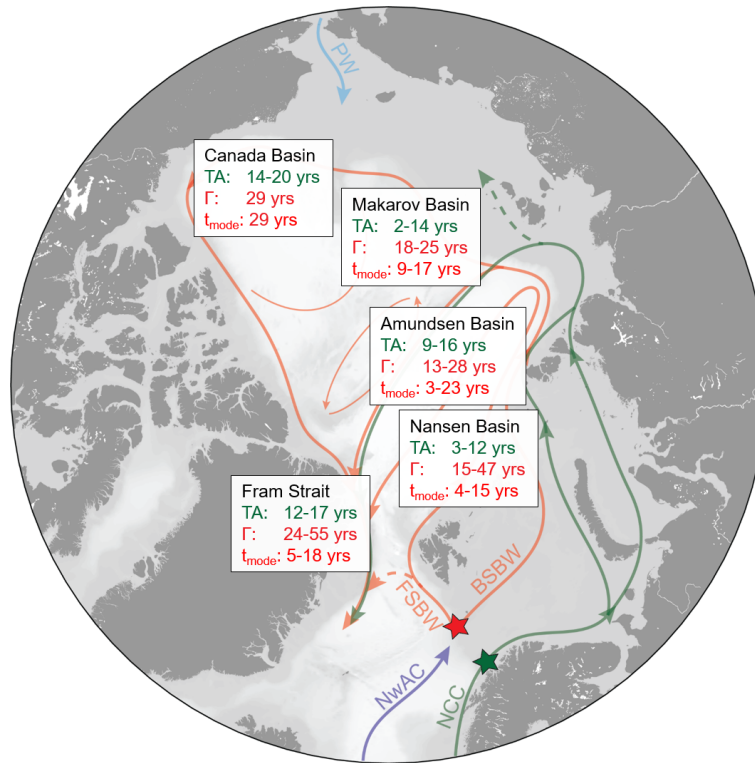 PW
Canada Basin
TA: 14-20 yrs
Γ: 29 yrs
tmode: 29 yrs
Makarov Basin
TA: 2-14 yrs
Γ: 18-25 yrs
tmode: 9-17 yrs
Amundsen Basin
TA: 9-16 yrs
Γ: 13-28 yrs
tmode: 3-23 yrs
Nansen Basin
TA: 3-12 yrs
Γ: 15-47 yrs
tmode: 4-15 yrs
Fram Strait
TA: 12-17 yrs
Γ: 24-55 yrs
tmode: 5-18 yrs
FSBW
BSBW
NwAC
NCC